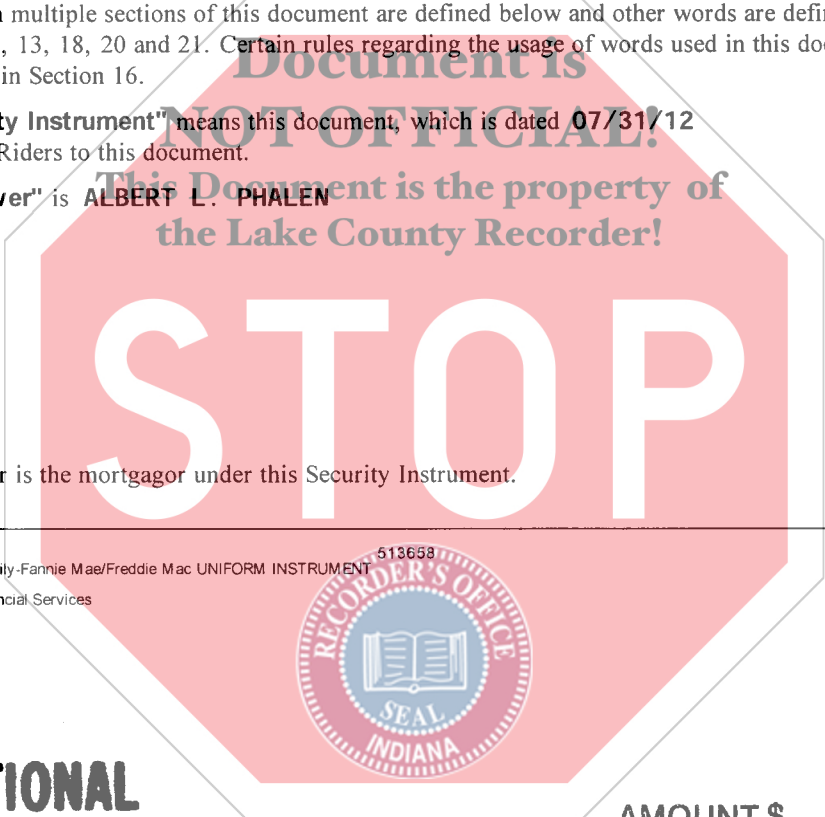 multiple sections of this document are defined below and other words are defin
, 13, 18, 20 and 21. Certain rules regarding the usage of words used in this do
in Section 16.
Document is
NOT OFFICIAL!
ty Instrument" means this document, which is dated 07/31/12
Riders to this document.
This Document is the property of
er" is ALBERT L. PHALEN
the Lake County Recorder!
STOP
r is the mortgagor under this Security Instrument.
513658
ily-Fannie Mae/Freddie Mac UNIFORM INSTRUMENT
ncial Services
RECORDER'S OFFICE
SEAL
INDIANA
TIONAL
AMOUNT $